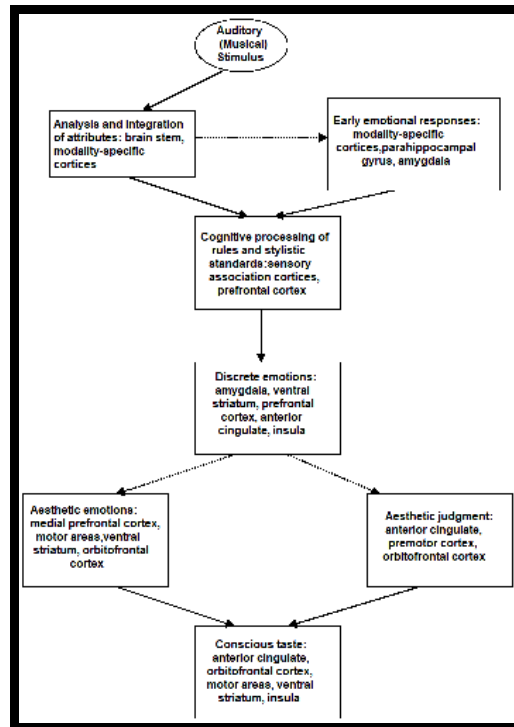 Auditory
(Musical)
Stimulus
Analysis and Integration
of attributes: brain stem,
modality-specific
cortices
Early emotional responses:
modality-specific
cortices,parahippocampal
gyrus, amygdala
Cognitive processing of
rules and stylistic
standards:sensory
association cortices,
prefrontal cortex
Discrete emotions:
amygdala, ventral
striatum, prefrontal
cortex, anterior
cingulate, insula
Aesthetic emotions:
medial prefrontal cortex,
motor areas,ventral
striatum, orbitofrontal
cortex
Aesthetic judgment:
anterior cingulate,
premotor cortex,
orbitofrontal cortex
Conscious taste:
anterior cingulate,
orbitofrontal cortex,
motor areas, ventral
striatum, insula